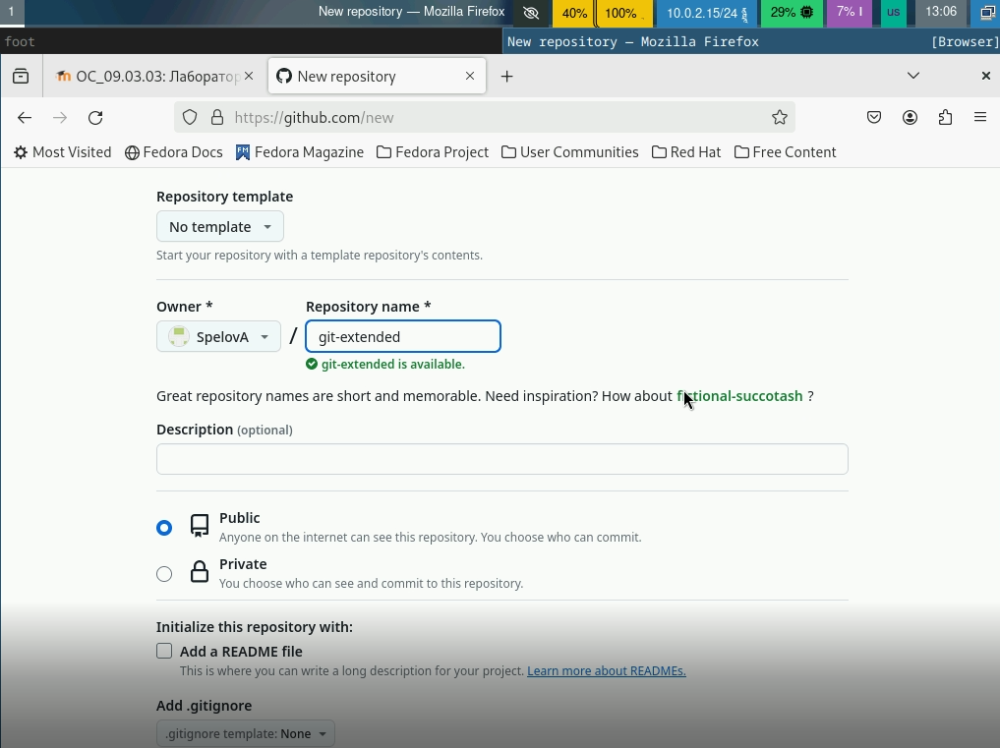 1 New repository — Mozilla Firefox 40% 100% 10.0.2.15/24 29% 7% us 13:06
foot New repository — Mozilla Firefox [Browser]
ОС_09.03.03: Лаборатор New repository
https://github.com/new
Most Visited Fedora Docs Fedora Magazine Fedora Project User Communities Red Hat Free Content
Repository template
No template
Start your repository with a template repository's contents.
Owner * Repository name *
SpelovA / git-extended
git-extended is available.
Great repository names are short and memorable. Need inspiration? How about fictional-succotash ?
Description (optional)
Public
Anyone on the internet can see this repository. You choose who can commit.
Private
You choose who can see and commit to this repository.
Initialize this repository with:
Add a README file
This is where you can write a long description for your project. Learn more about READMEs.
Add .gitignore
.gitignore template: None